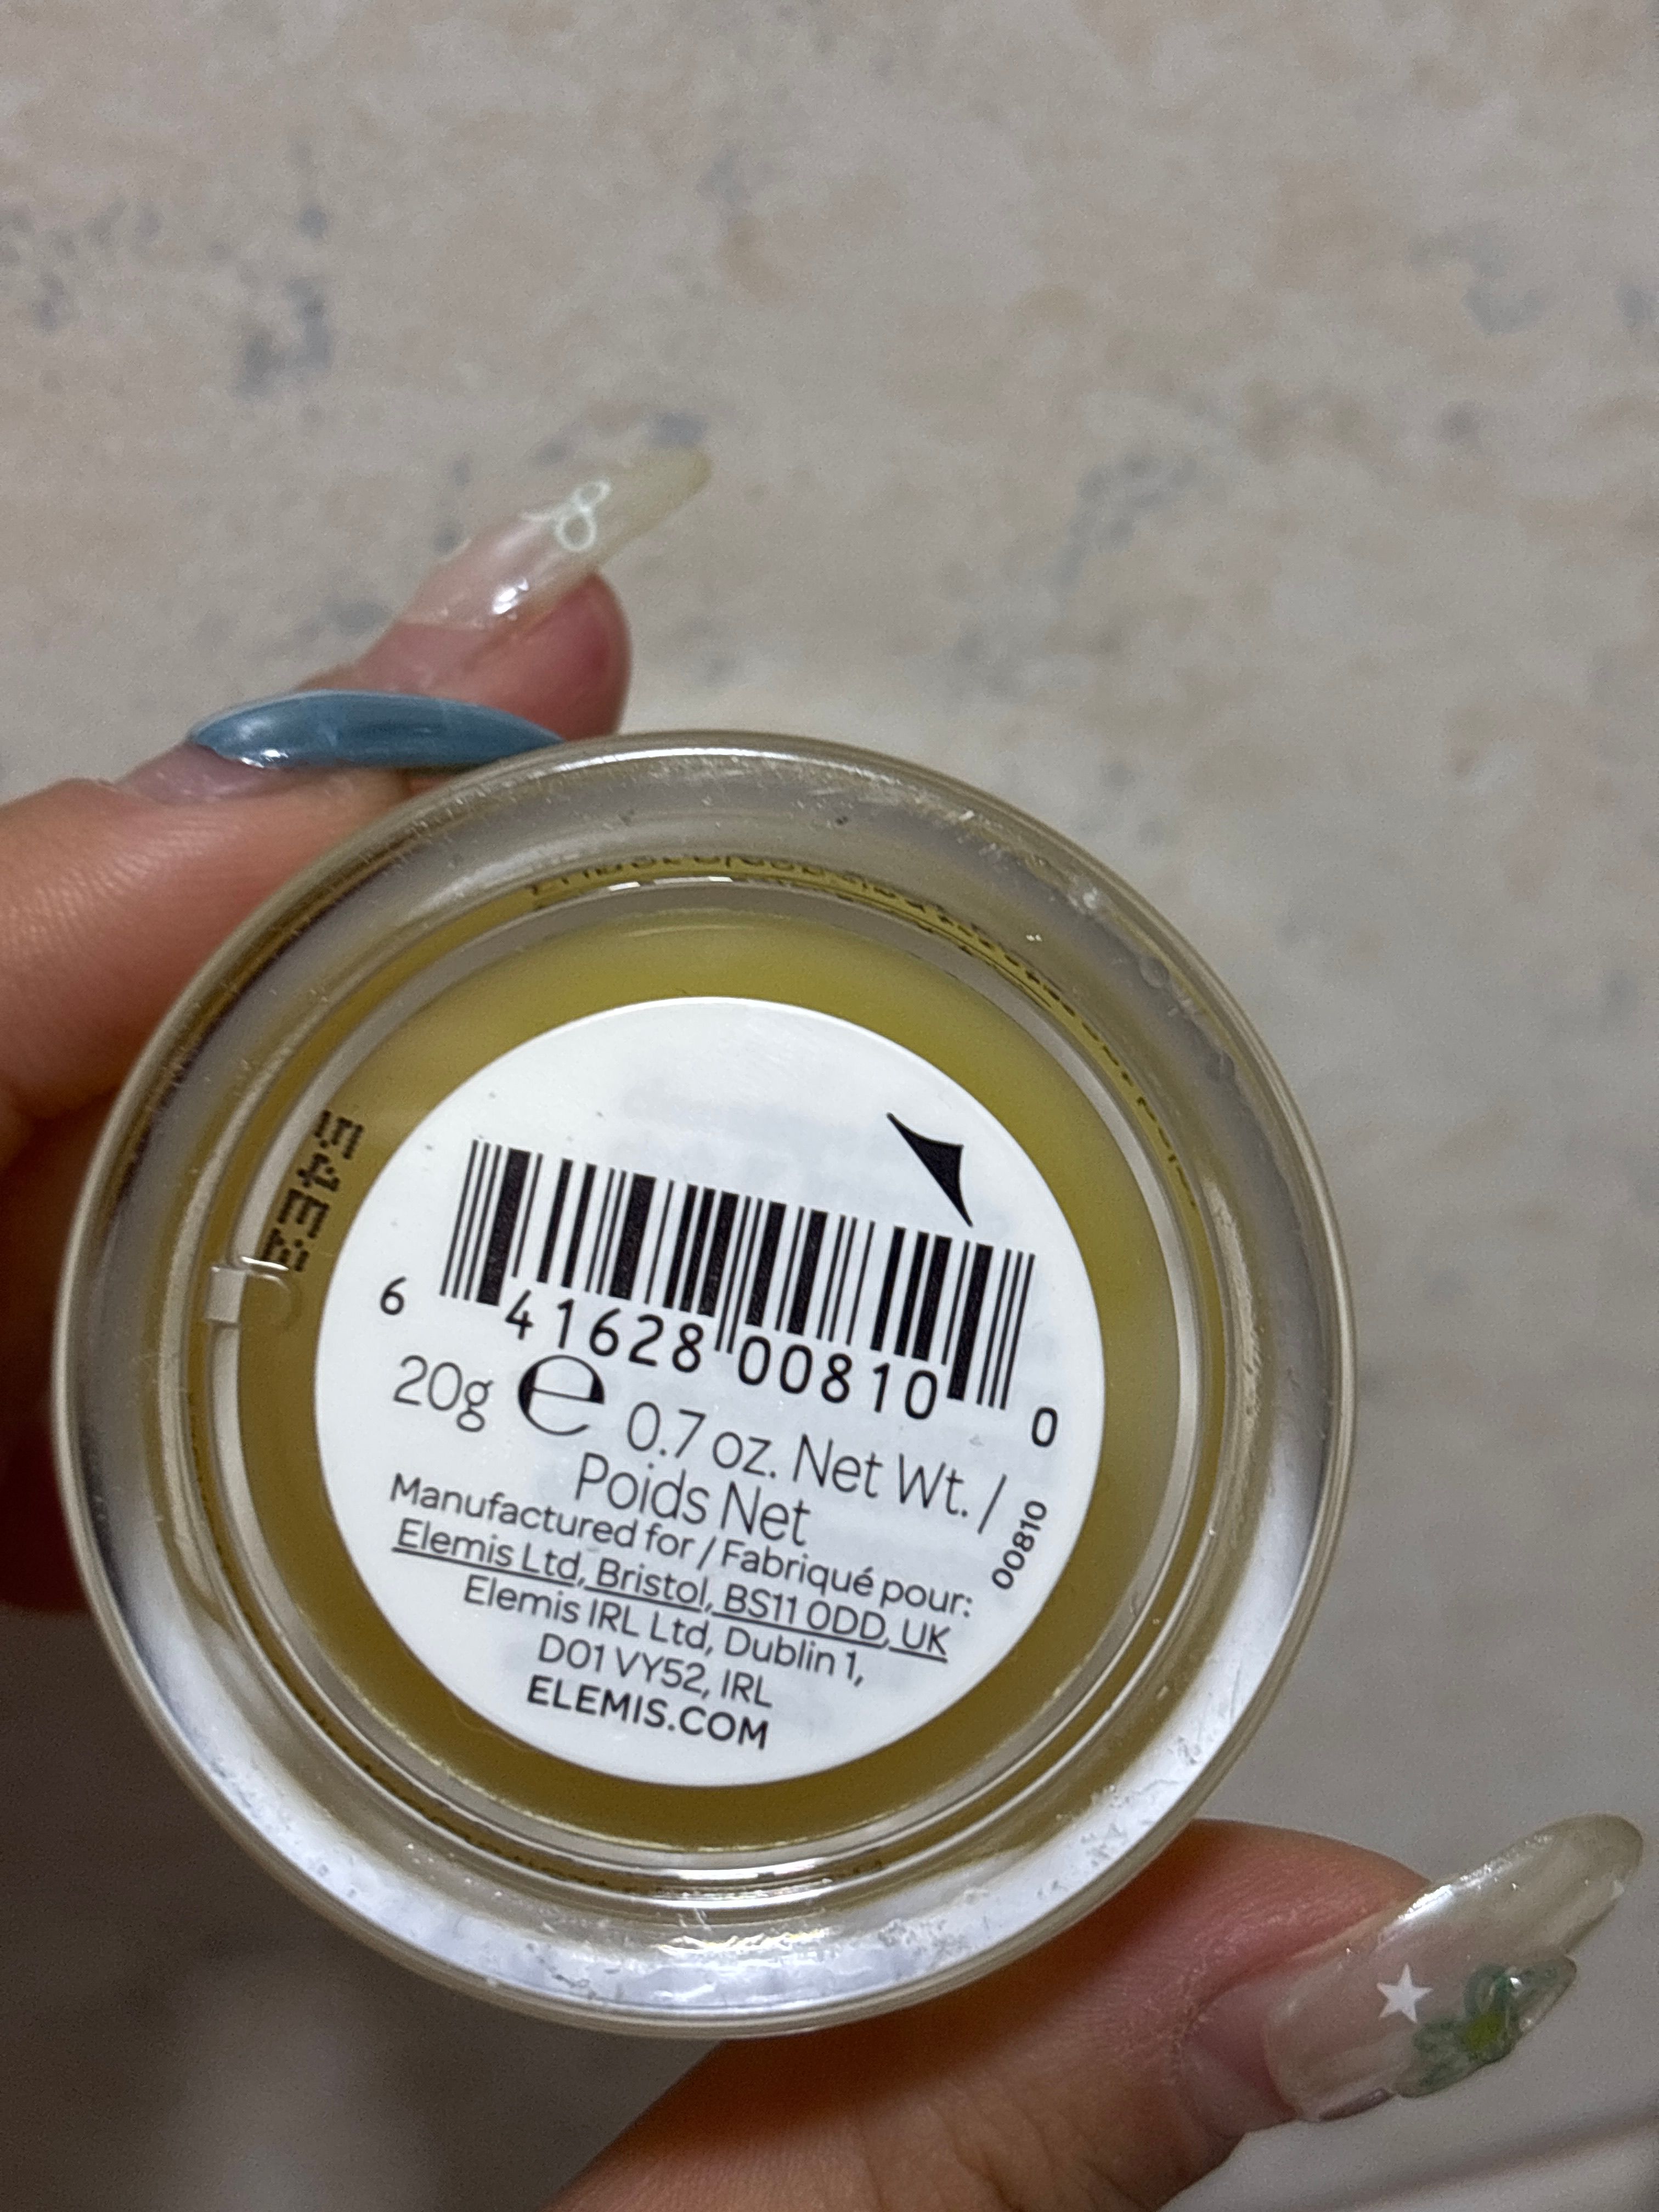 6 41628 00810 0
20g e 0.7 oz. Net Wt. /
Poids Net
Manufactured for / Fabriqué pour:
Elemis Ltd, Bristol, BS11 0DD, UK
Elemis IRL Ltd, Dublin 1,
D01 VY52, IRL
ELEMIS.COM
00810